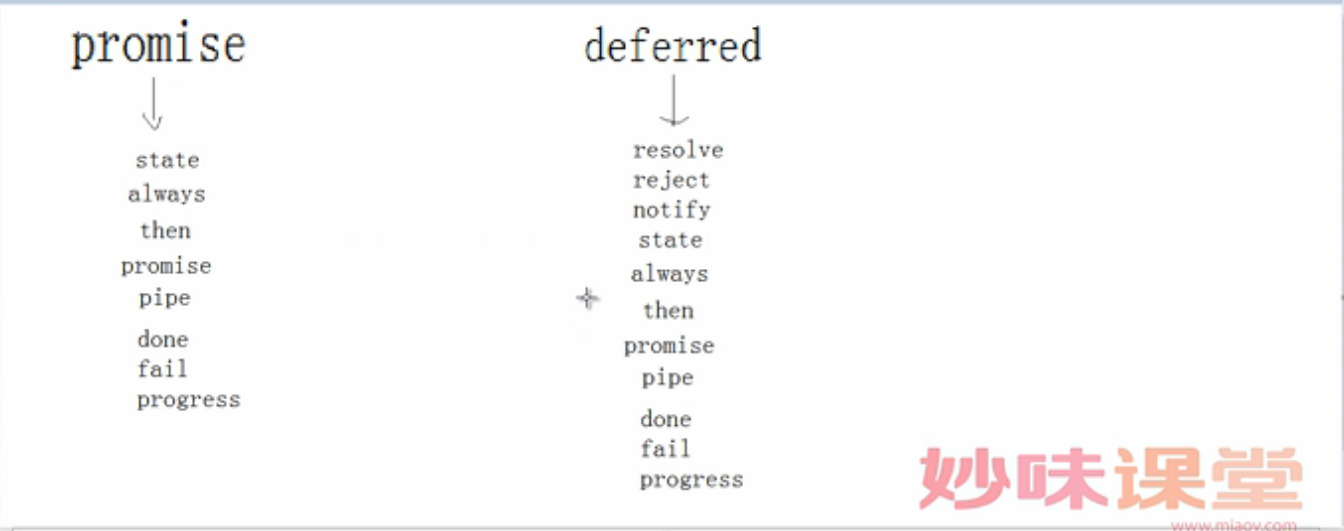 promise
state
always
then
promise
pipe
done
fail
progress
deferred
resolve
reject
notify
state
always
then
promise
pipe
done
fail
progress
妙味课堂
www.miaov.com